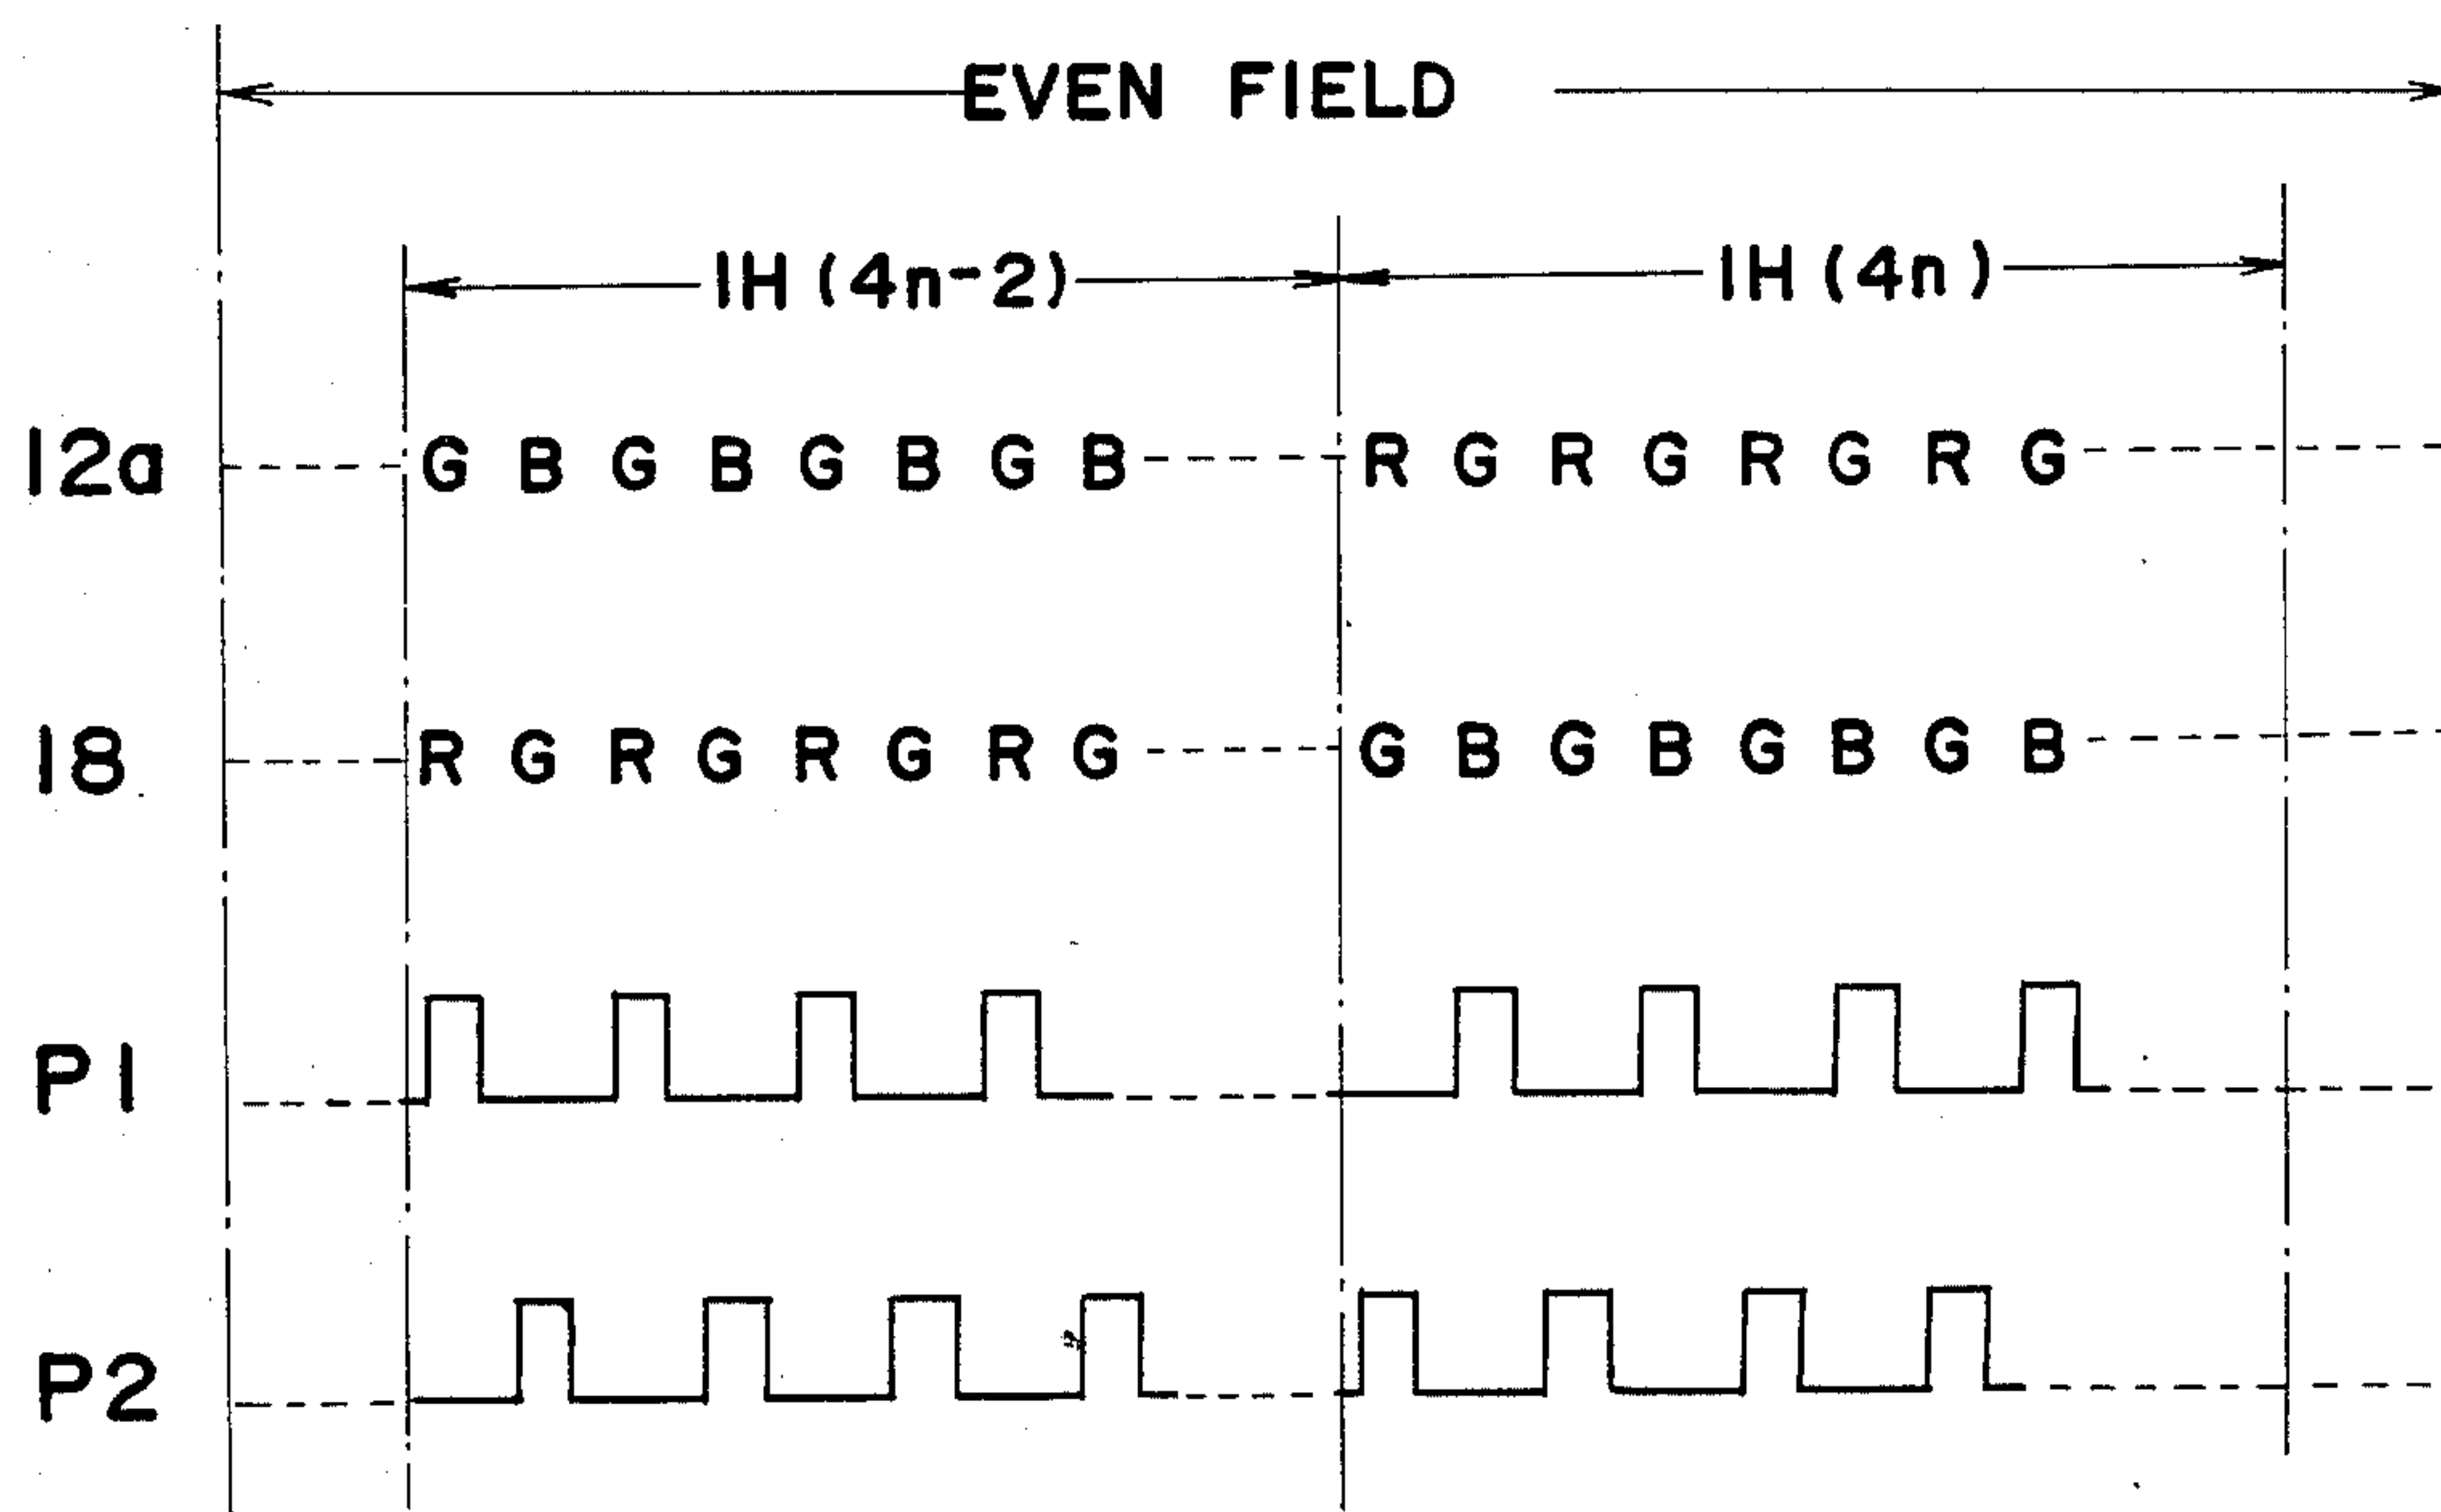 EVEN FIELD
1H (4n-2) 1H (4n)
12a G B G B G B G B R G R G R G R G
18 R G R G R G R G G B G B G B G B
P1
P2